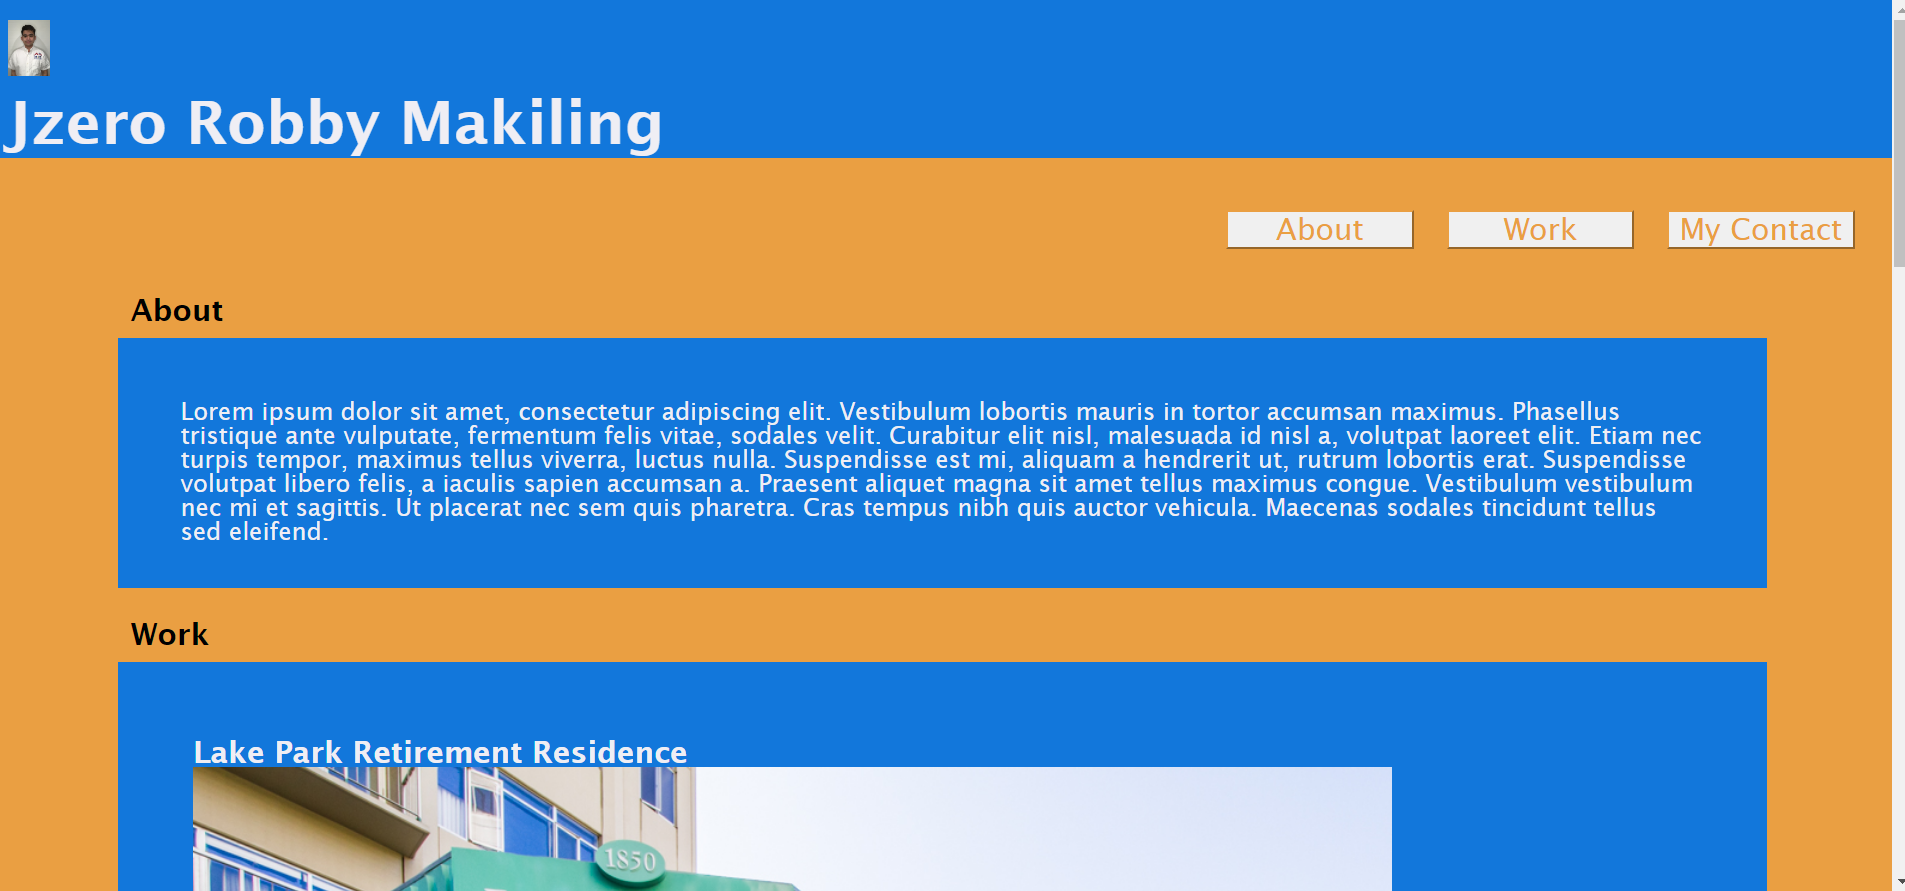 Jzero Robby Makiling
About
Work
My Contact
About
Lorem ipsum dolor sit amet, consectetur adipiscing elit. Vestibulum lobortis mauris in tortor accumsan maximus. Phasellus
tristique ante vulputate, fermentum felis vitae, sodales velit. Curabitur elit nisl, malesuada id nisl a, volutpat laoreet elit. Etiam nec
turpis tempor, maximus tellus viverra, luctus nulla. Suspendisse est mi, aliquam a hendrerit ut, rutrum lobortis erat. Suspendisse
volutpat libero felis, a iaculis sapien accumsan a. Praesent aliquet magna sit amet tellus maximus congue. Vestibulum vestibulum
nec mi et sagittis. Ut placerat nec sem quis pharetra. Cras tempus nibh quis auctor vehicula. Maecenas sodales tincidunt tellus
sed eleifend.
Work
Lake Park Retirement Residence
1850